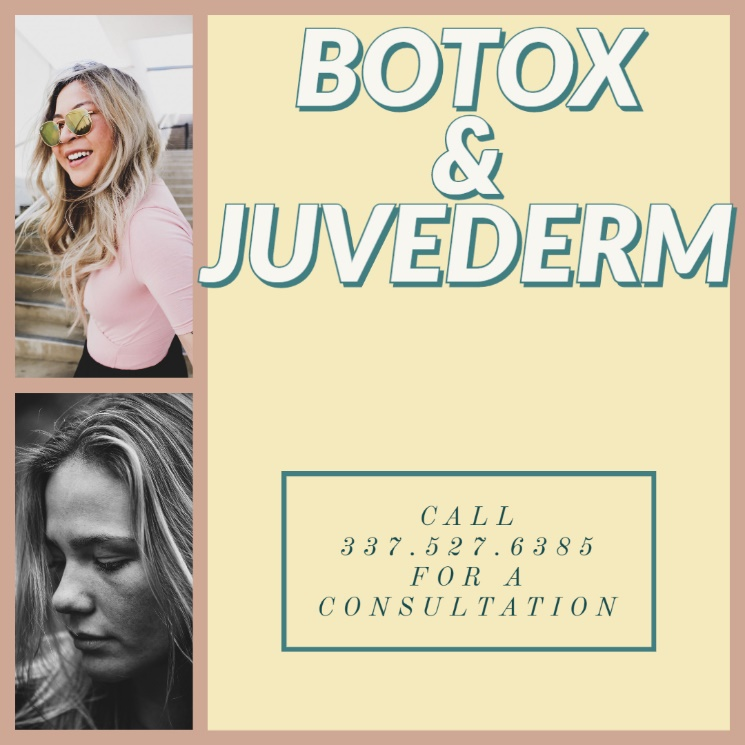 BOTOX
&
JUVEDERM
CALL
337.527.6385
FOR A
CONSULTATION